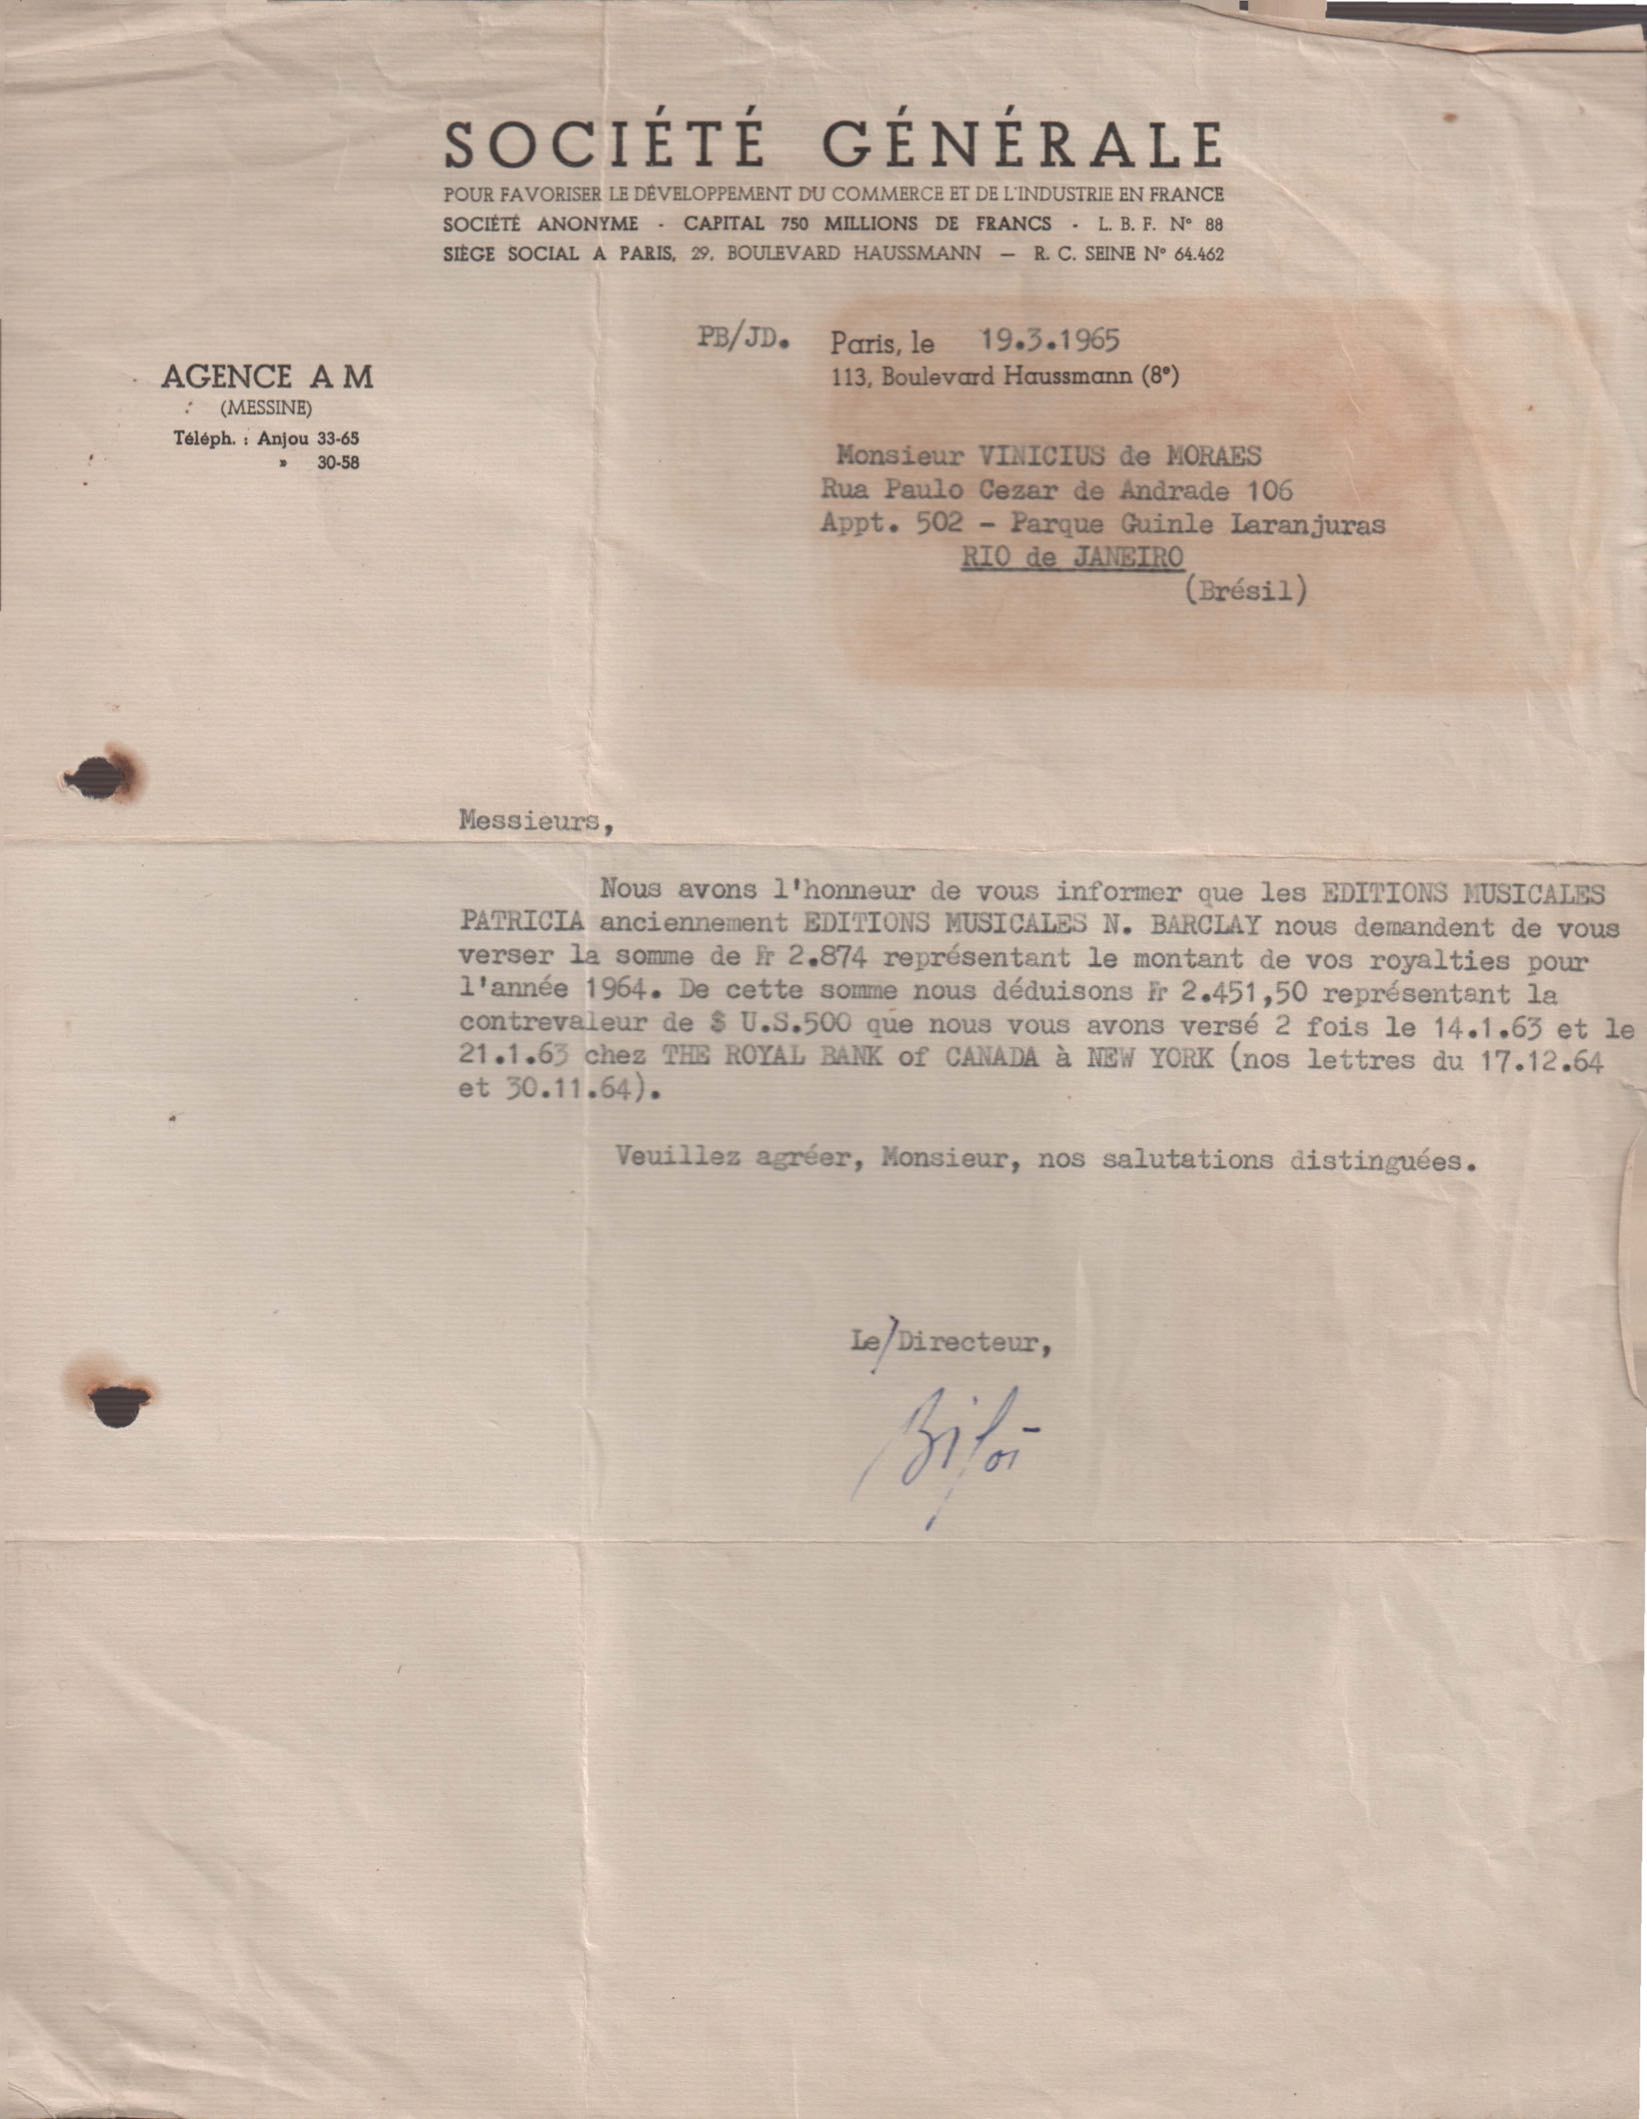 SOCIÉTÉ GÉNÉRALE
POUR FAVORISER LE DÉVELOPPEMENT DU COMMERCE ET DE L'INDUSTRIE EN FRANCE
SOCIÉTÉ ANONYME - CAPITAL 750 MILLIONS DE FRANCS - L. B. F. N° 88
SIÈGE SOCIAL A PARIS, 29, BOULEVARD HAUSSMANN — R. C. SEINE N° 64.462
PB/JD. Paris, le 19.3.1965
113, Boulevard Haussmann (8e)
AGENCE A M
(MESSINE)
Téléph. : Anjou 33-65
» 30-58
Monsieur VINICIUS de MORAES
Rua Paulo Cezar de Andrade 106
Appt. 502 - Parque Guinle Laranjuras
RIO de JANEIRO
(Brésil)
Messieurs,
Nous avons l'honneur de vous informer que les EDITIONS MUSICALES
PATRICIA anciennement EDITIONS MUSICALES N. BARCLAY nous demandent de vous
verser la somme de Fr 2.874 représentant le montant de vos royalties pour
l'année 1964. De cette somme nous déduisons Fr 2.451,50 représentant la
contrevaleur de $ U.S.500 que nous vous avons versé 2 fois le 14.1.63 et le
21.1.63 chez THE ROYAL BANK of CANADA à NEW YORK (nos lettres du 17.12.64
et 30.11.64).
Veuillez agréer, Monsieur, nos salutations distinguées.
Le Directeur,